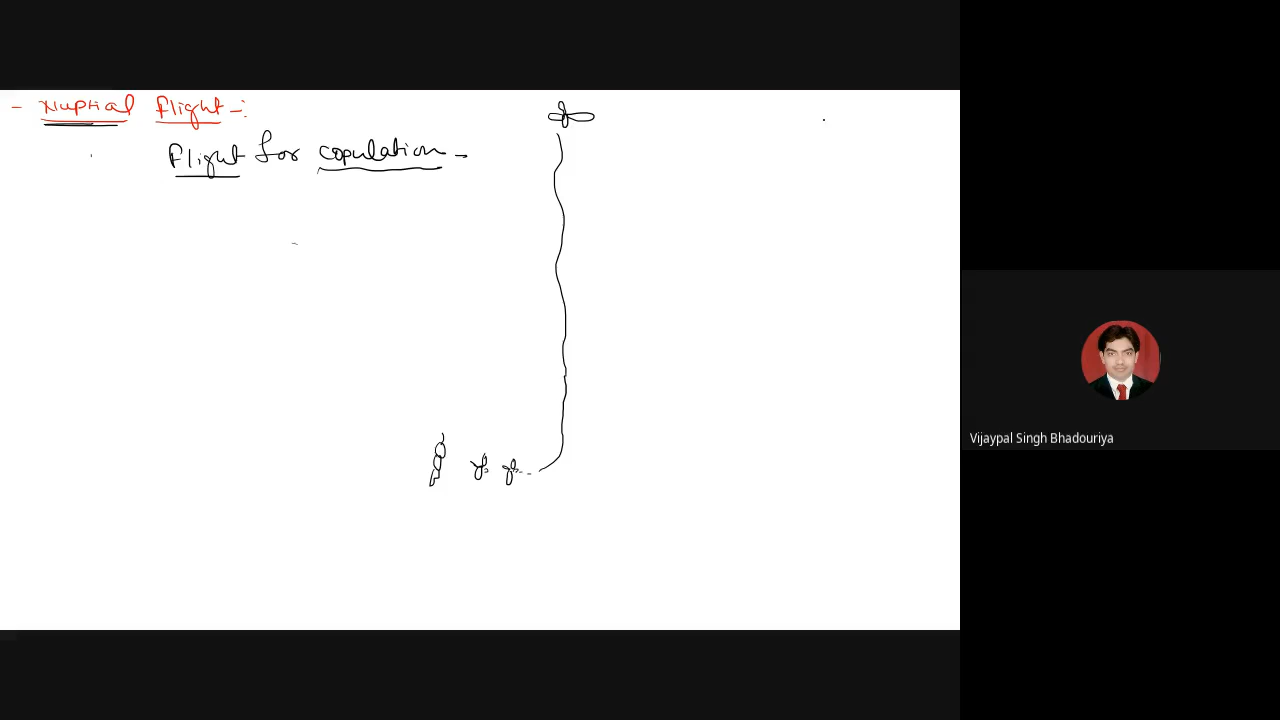 - Nuptial flight -:
flight for copulation -
Vijaypal Singh Bhadouriya